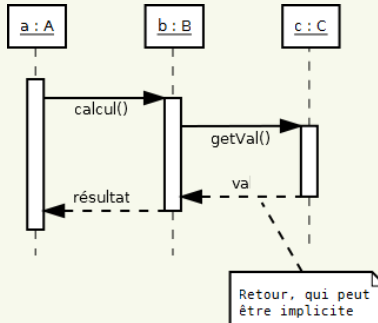 a : A
b : B
c : C
calcul()
getVal()
val
résultat
Retour, qui peut
être implicite